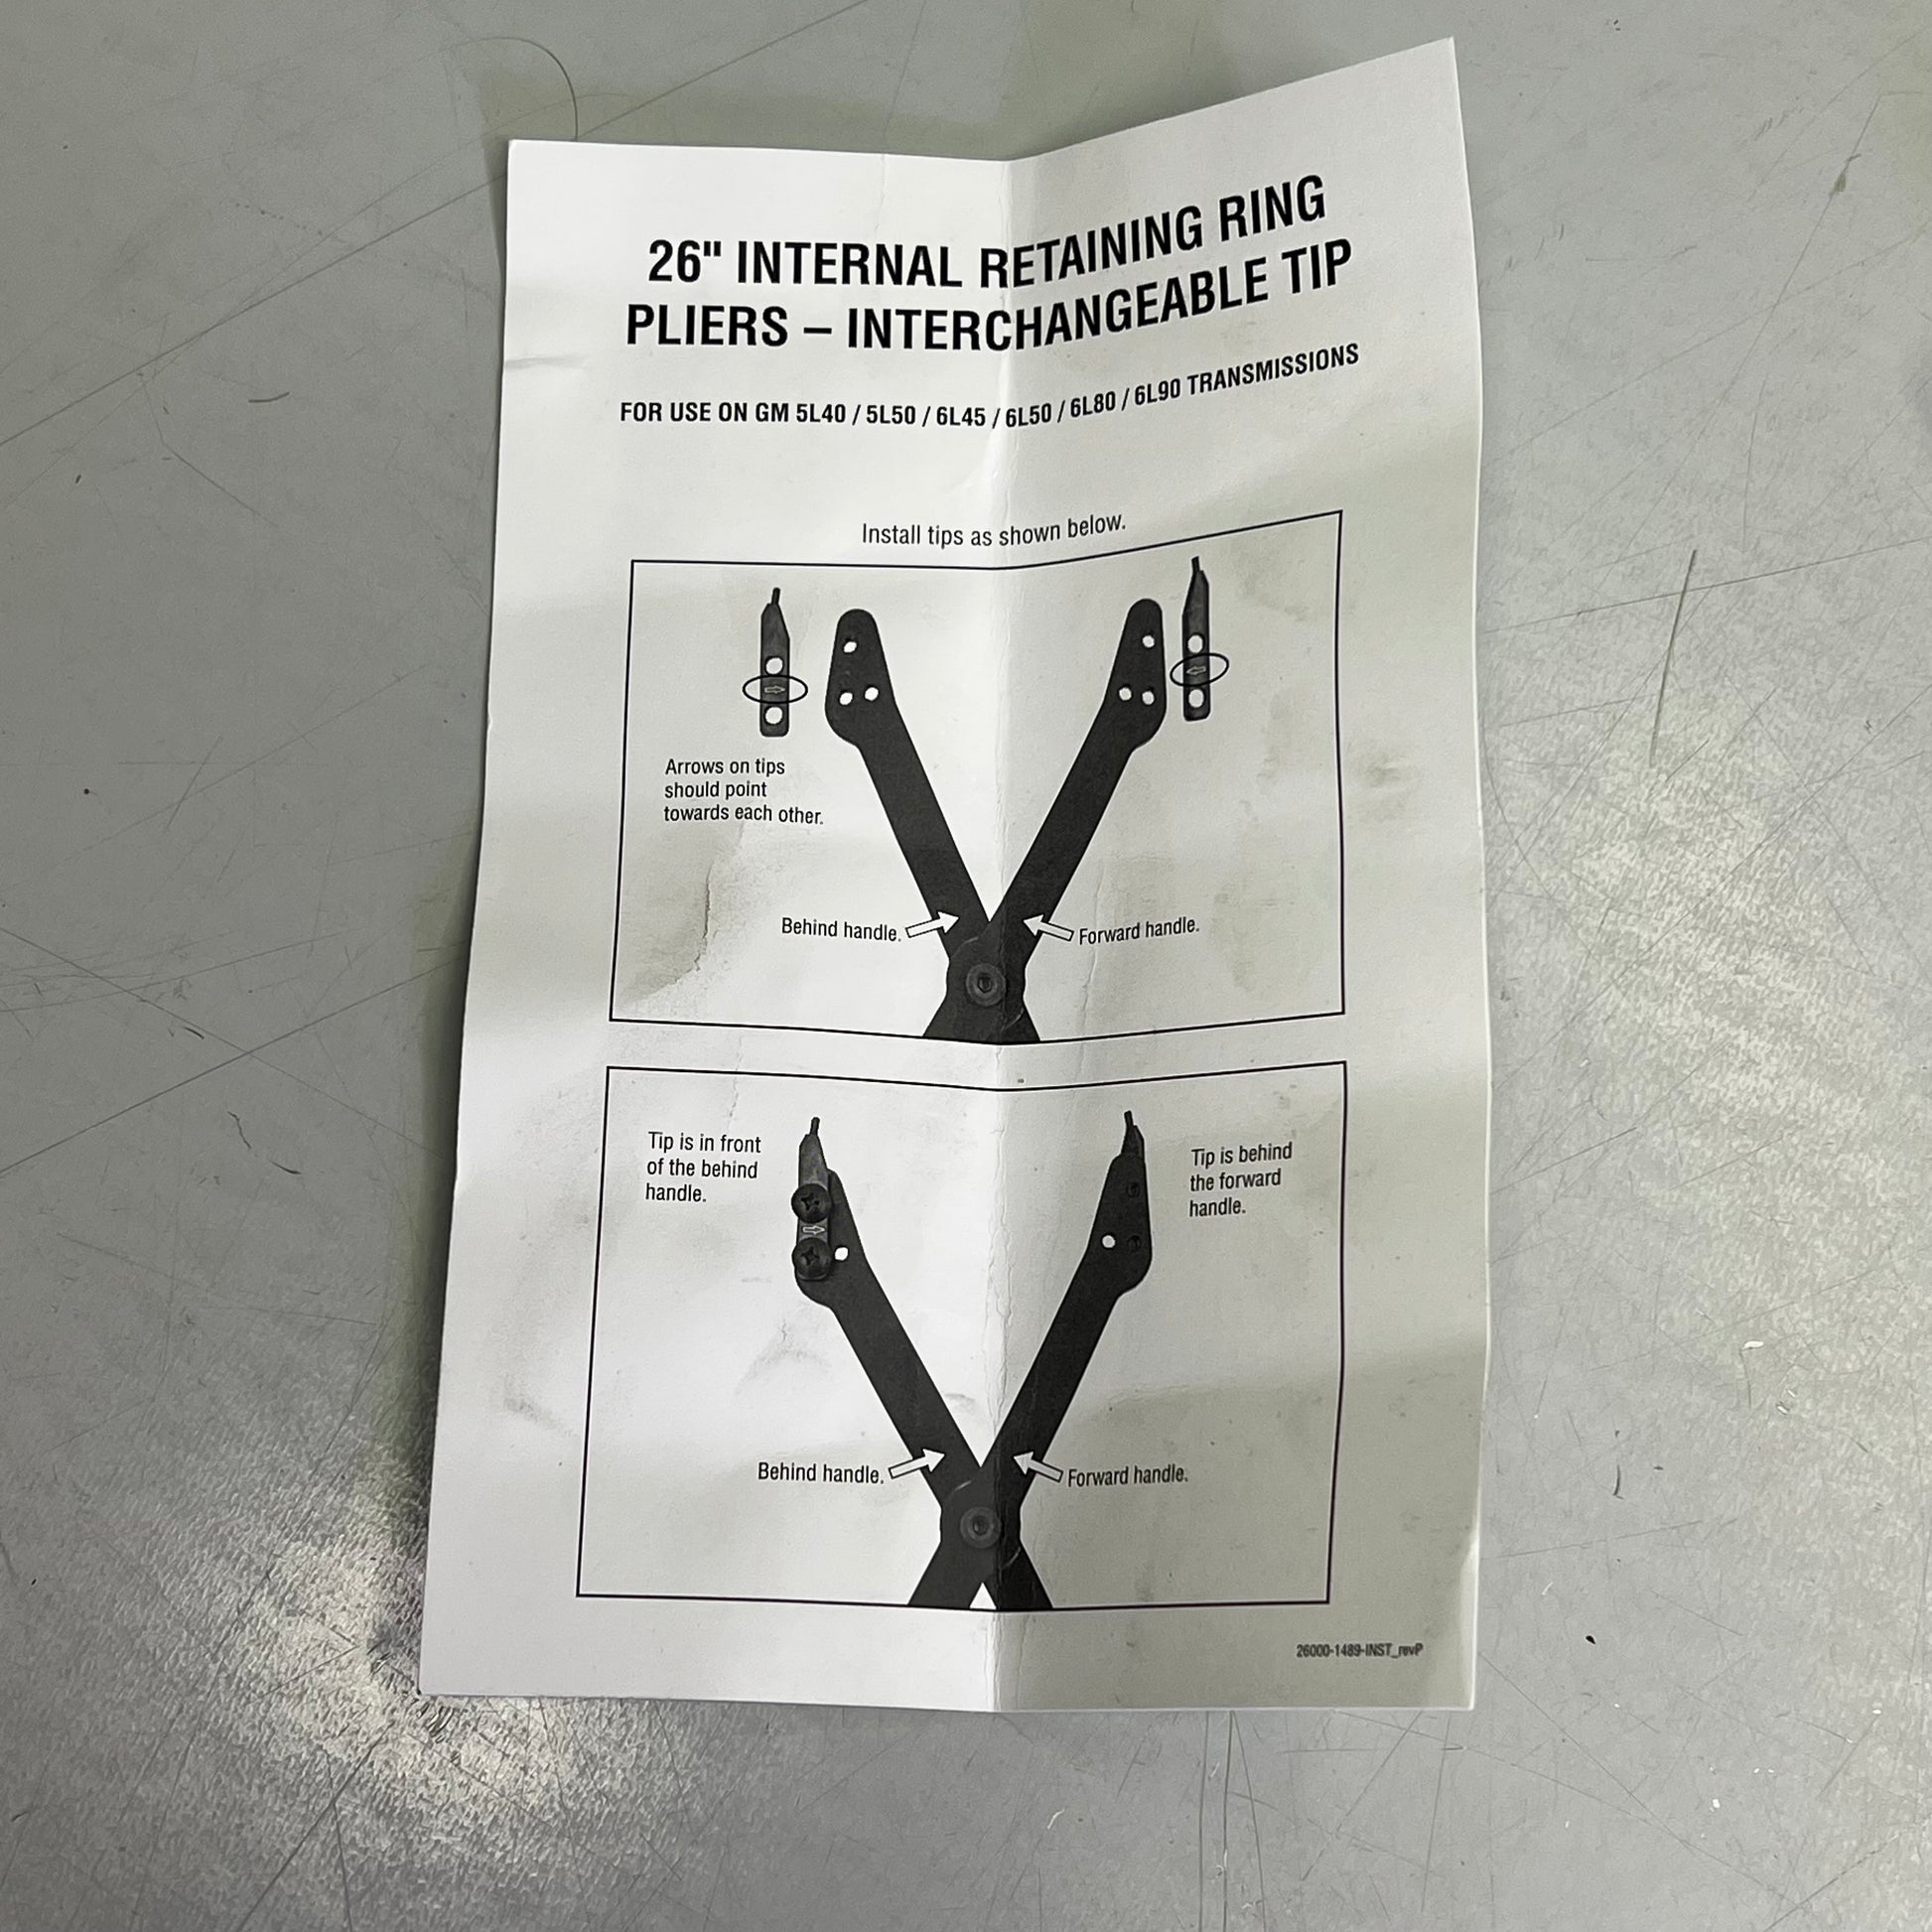 26" INTERNAL RETAINING RING
PLIERS – INTERCHANGEABLE TIP
FOR USE ON GM 5L40 / 5L50 / 6L45 / 6L50 / 6L80 / 6L90 TRANSMISSIONS
Install tips as shown below.
Arrows on tips
should point
towards each other.
Behind handle.
Forward handle.
Tip is in front
of the behind
handle.
Tip is behind
the forward
handle.
Behind handle.
Forward handle.
26000-1489-INST_revP